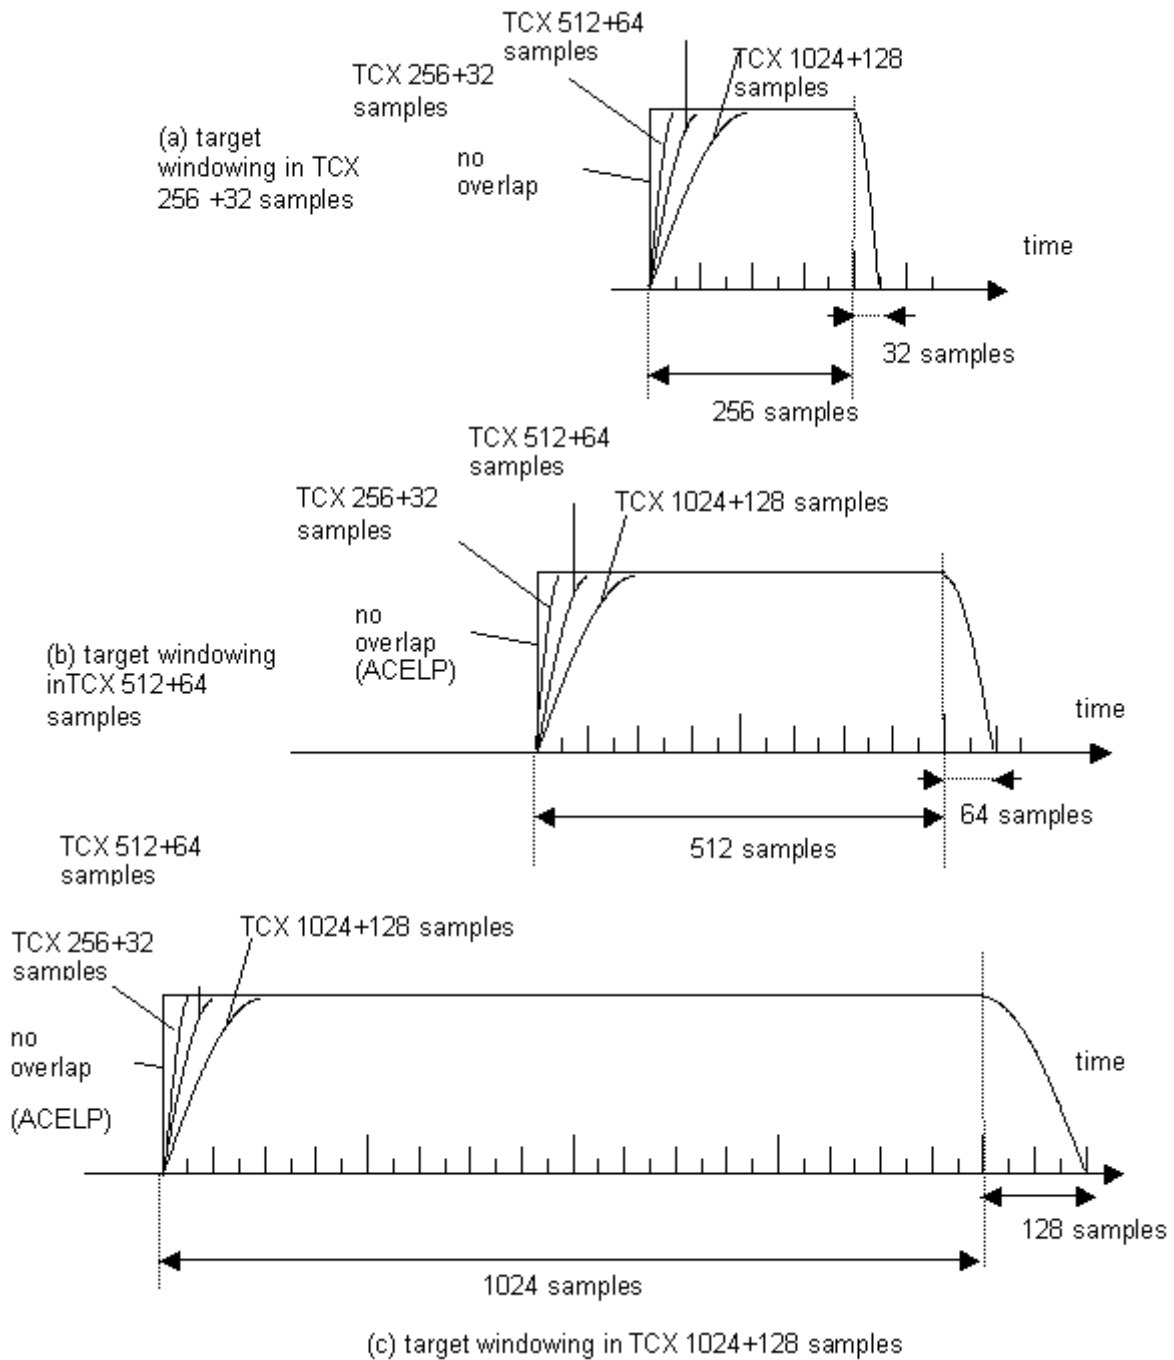 TCX 512+64
samples
TCX 1024+128
samples
TCX 256+32
samples
(a) target
windowing in TCX
256 +32 samples
no
overlap
time
32 samples
256 samples
TCX 512+64
samples
TCX 256+32
samples
TCX 1024+128 samples
no
overlap
(ACELP)
(b) target windowing
inTCX 512+64
samples
time
64 samples
512 samples
TCX 512+64
samples
TCX 1024+128 samples
TCX 256+32
samples
no
overlap
(ACELP)
time
128 samples
1024 samples
(c) target windowing in TCX 1024+128 samples